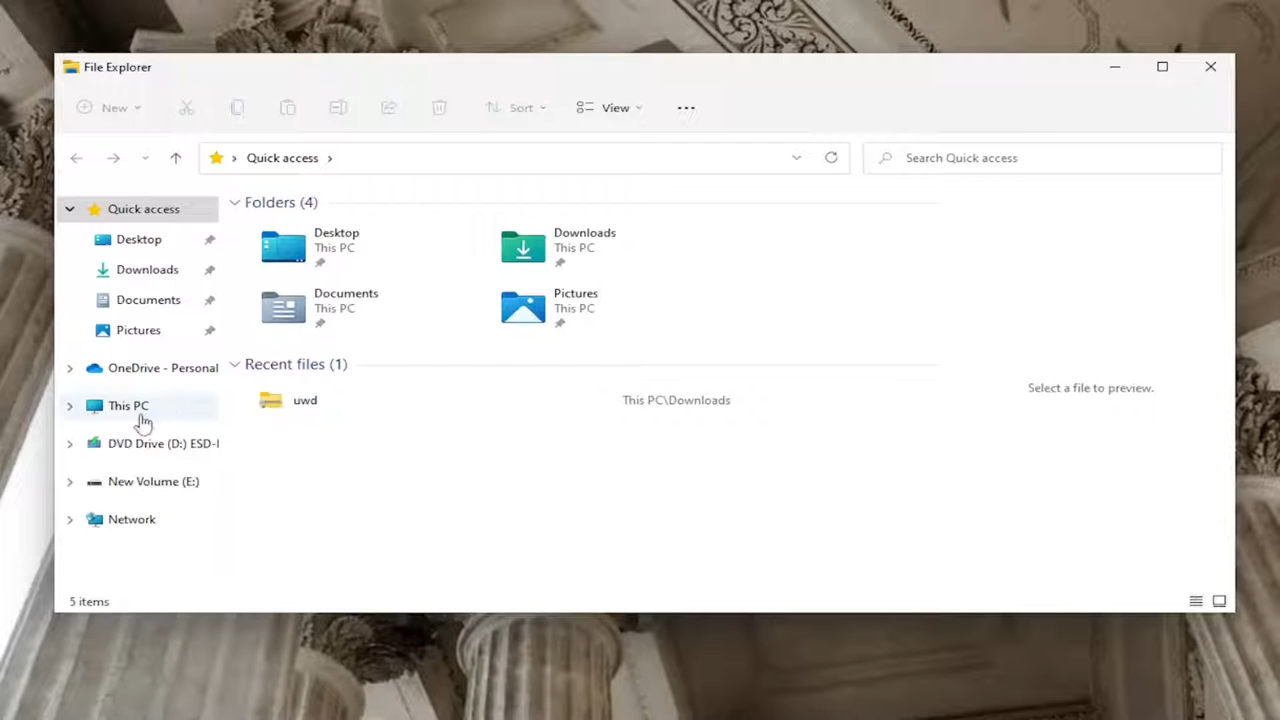 File Explorer
New
Sort
View
Quick access
Search Quick access
Quick access
Desktop
Downloads
Documents
Pictures
OneDrive - Personal
This PC
DVD Drive (D:) ESD-I
New Volume (E:)
Network
Folders (4)
Desktop
This PC
Downloads
This PC
Documents
This PC
Pictures
This PC
Recent files (1)
uwd
This PC\Downloads
Select a file to preview.
5 items